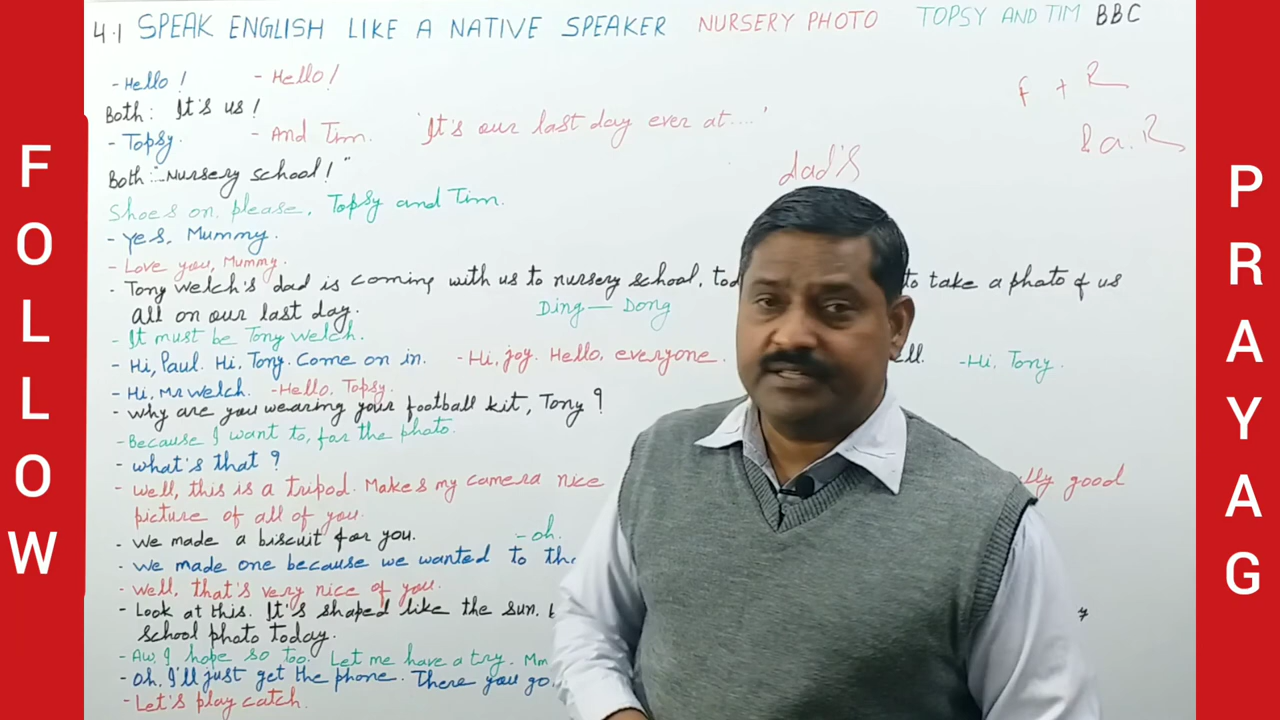 4.1 SPEAK ENGLISH LIKE A NATIVE SPEAKER NURSERY PHOTO TOPSY AND TIM BBC
- Hello! - Hello!
Both: It's us!
- Topsy. - And Tim. 'It's our last day ever at....'
Both: "Nursery school!"
dad's
Shoes on please, Topsy and Tim.
- Yes, Mummy.
- Love you, Mummy.
- Tony Welch's dad is coming with us to nursery school, to take a photo of us
all on our last day. Ding — Dong
- It must be Tony Welch.
- Hi, Paul. Hi, Tony. Come on in. - Hi, joy. Hello, everyone. - Hi, Tony.
- Hi, Mr Welch. - Hello, Topsy.
- Why are you wearing your football kit, Tony?
- Because I want to, for the photo.
- What's that?
- Well, this is a tripod. Makes my camera nice good
picture of all of you.
- We made a biscuit for you. - oh.
- We made one because we wanted to
- Well, that's very nice of you.
- Look at this. It's shaped like the sun,
school photo today.
- Aw, I hope so too. Let me have a try. Mm
- Oh, I'll just get the phone. There you go.
- Let's play catch.
FOLLOW
PRAYAG